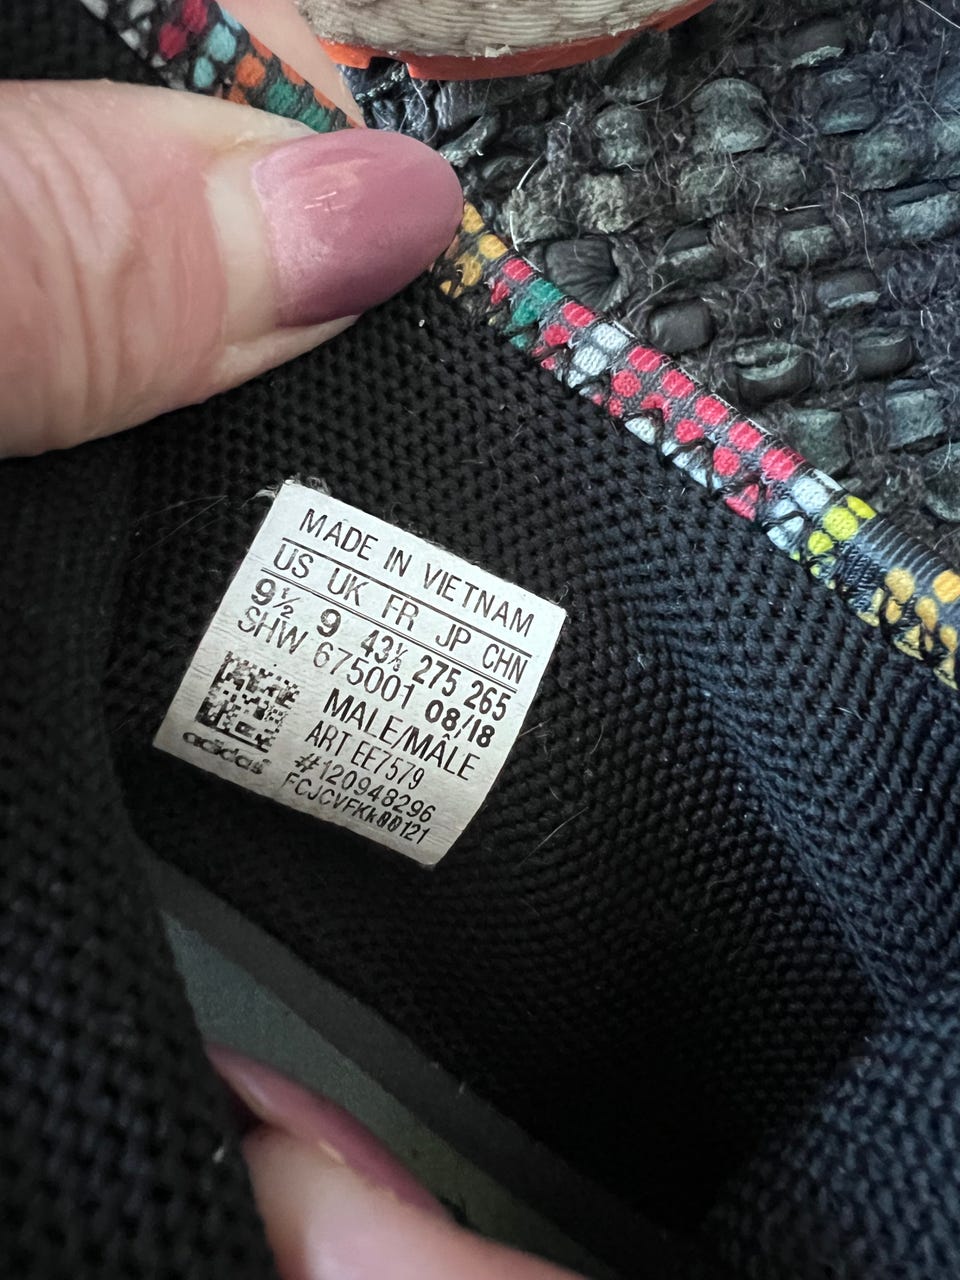 MADE IN VIETNAM
US UK FR JP CHN
9½ 9 43⅓ 275 265
SHW 675001 08/18
MALE/MÂLE
ART EE7579
#120948296
FCJCVFKk00121
adidas